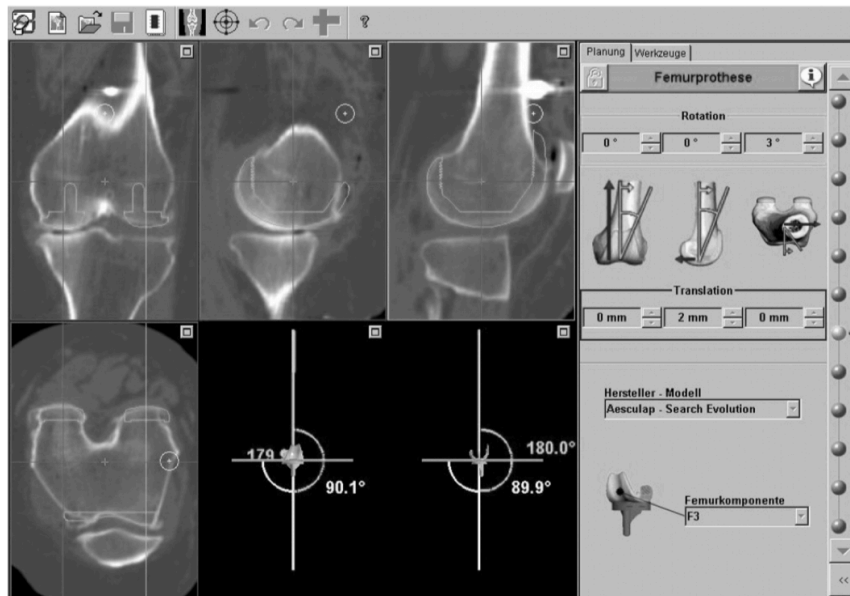 ?
Planung Werkzeuge
Femurprothese
i
Rotation
0 ° 0 ° 3 °
Translation
0 mm 2 mm 0 mm
Hersteller - Modell
Aesculap - Search Evolution
Femurkomponente
F3
179
90.1°
180.0°
89.9°
<<